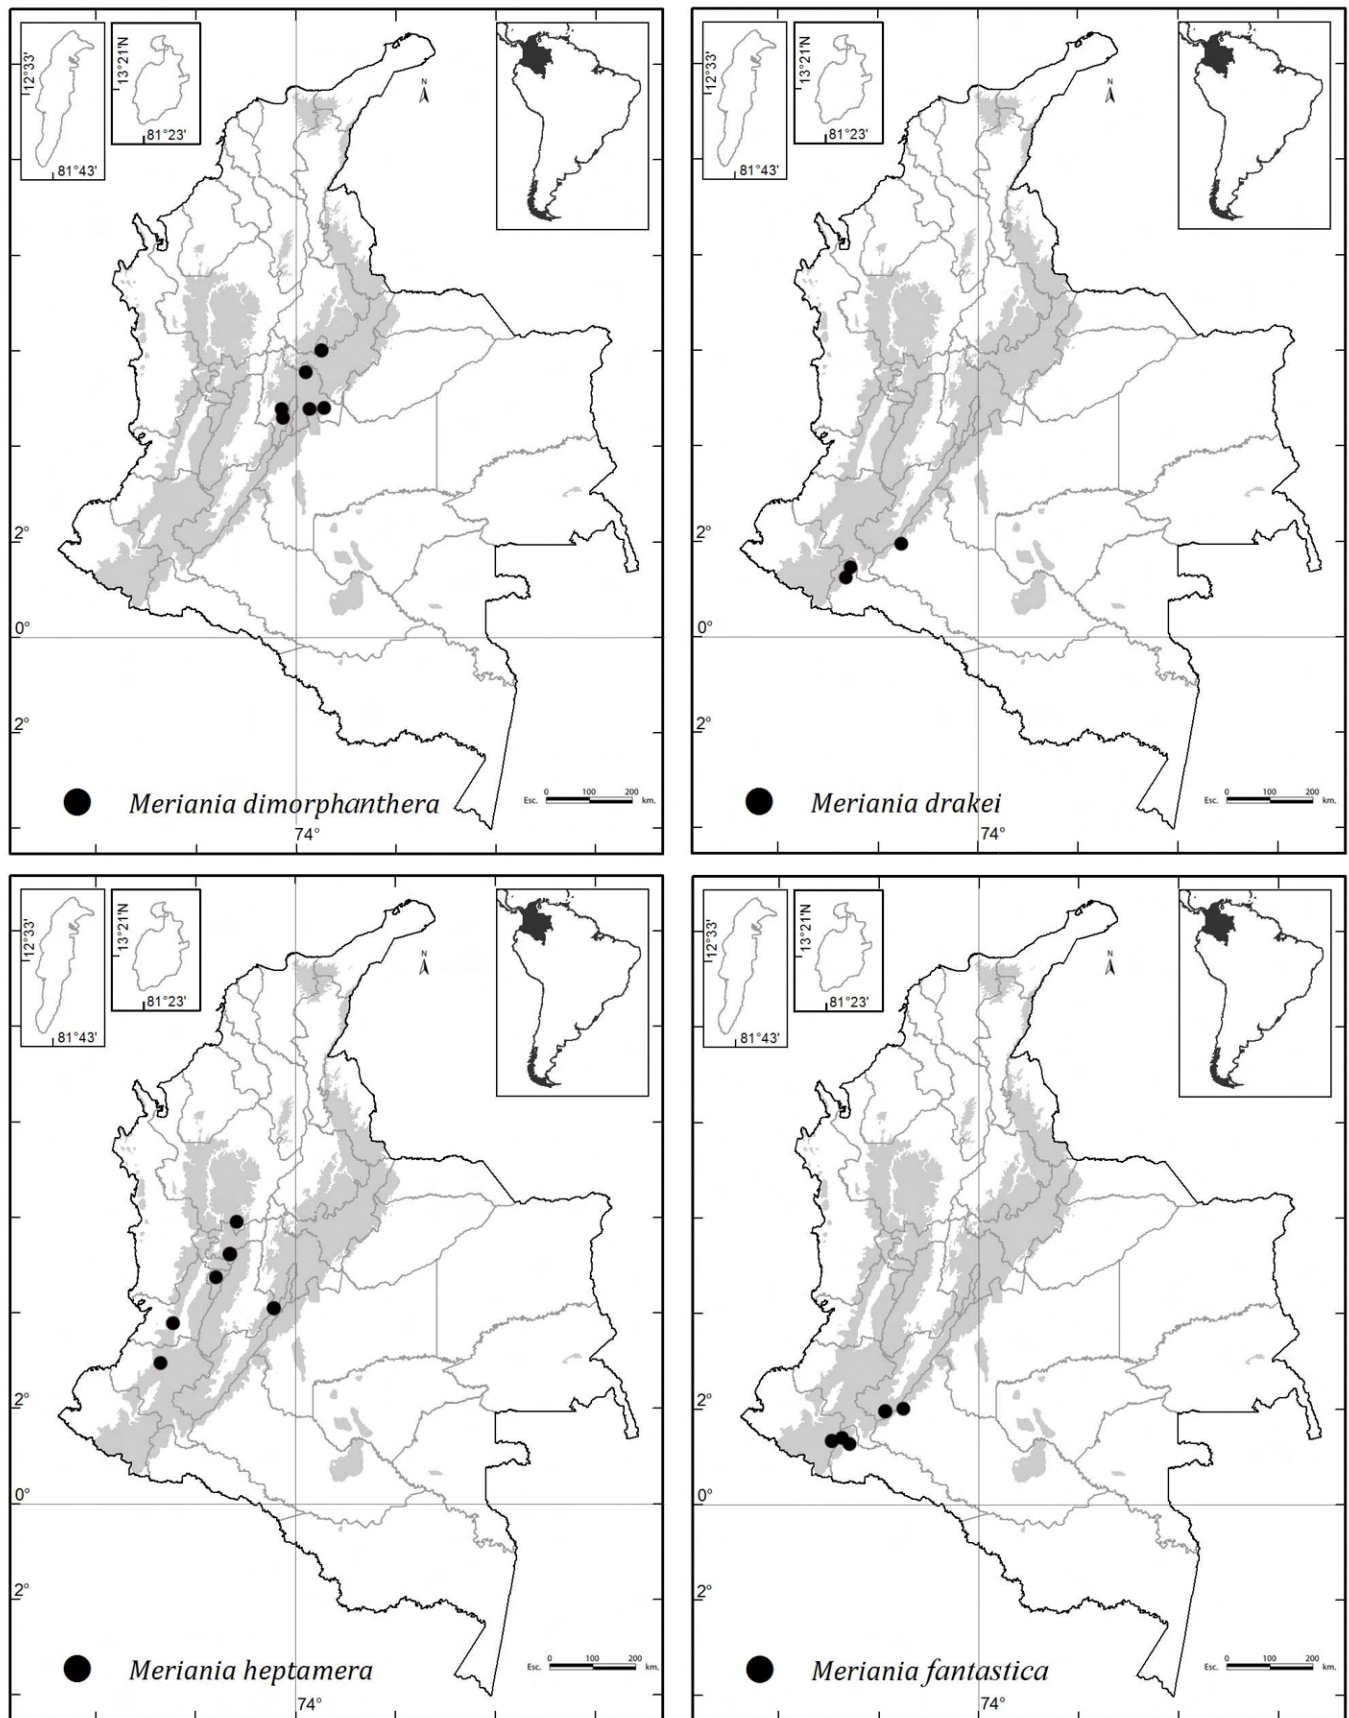 12°33'
81°43'
13°21'N
81°23'
N
2°
0°
2°
Meriania dimorphanthera
Esc. 0 100 200 km.
74°
12°33'
81°43'
13°21'N
81°23'
N
2°
0°
2°
Meriania drakei
Esc. 0 100 200 km.
74°
12°33'
81°43'
13°21'N
81°23'
N
2°
0°
2°
Meriania heptamera
Esc. 0 100 200 km.
74°
12°33'
81°43'
13°21'N
81°23'
N
2°
0°
2°
Meriania fantastica
Esc. 0 100 200 km.
74°